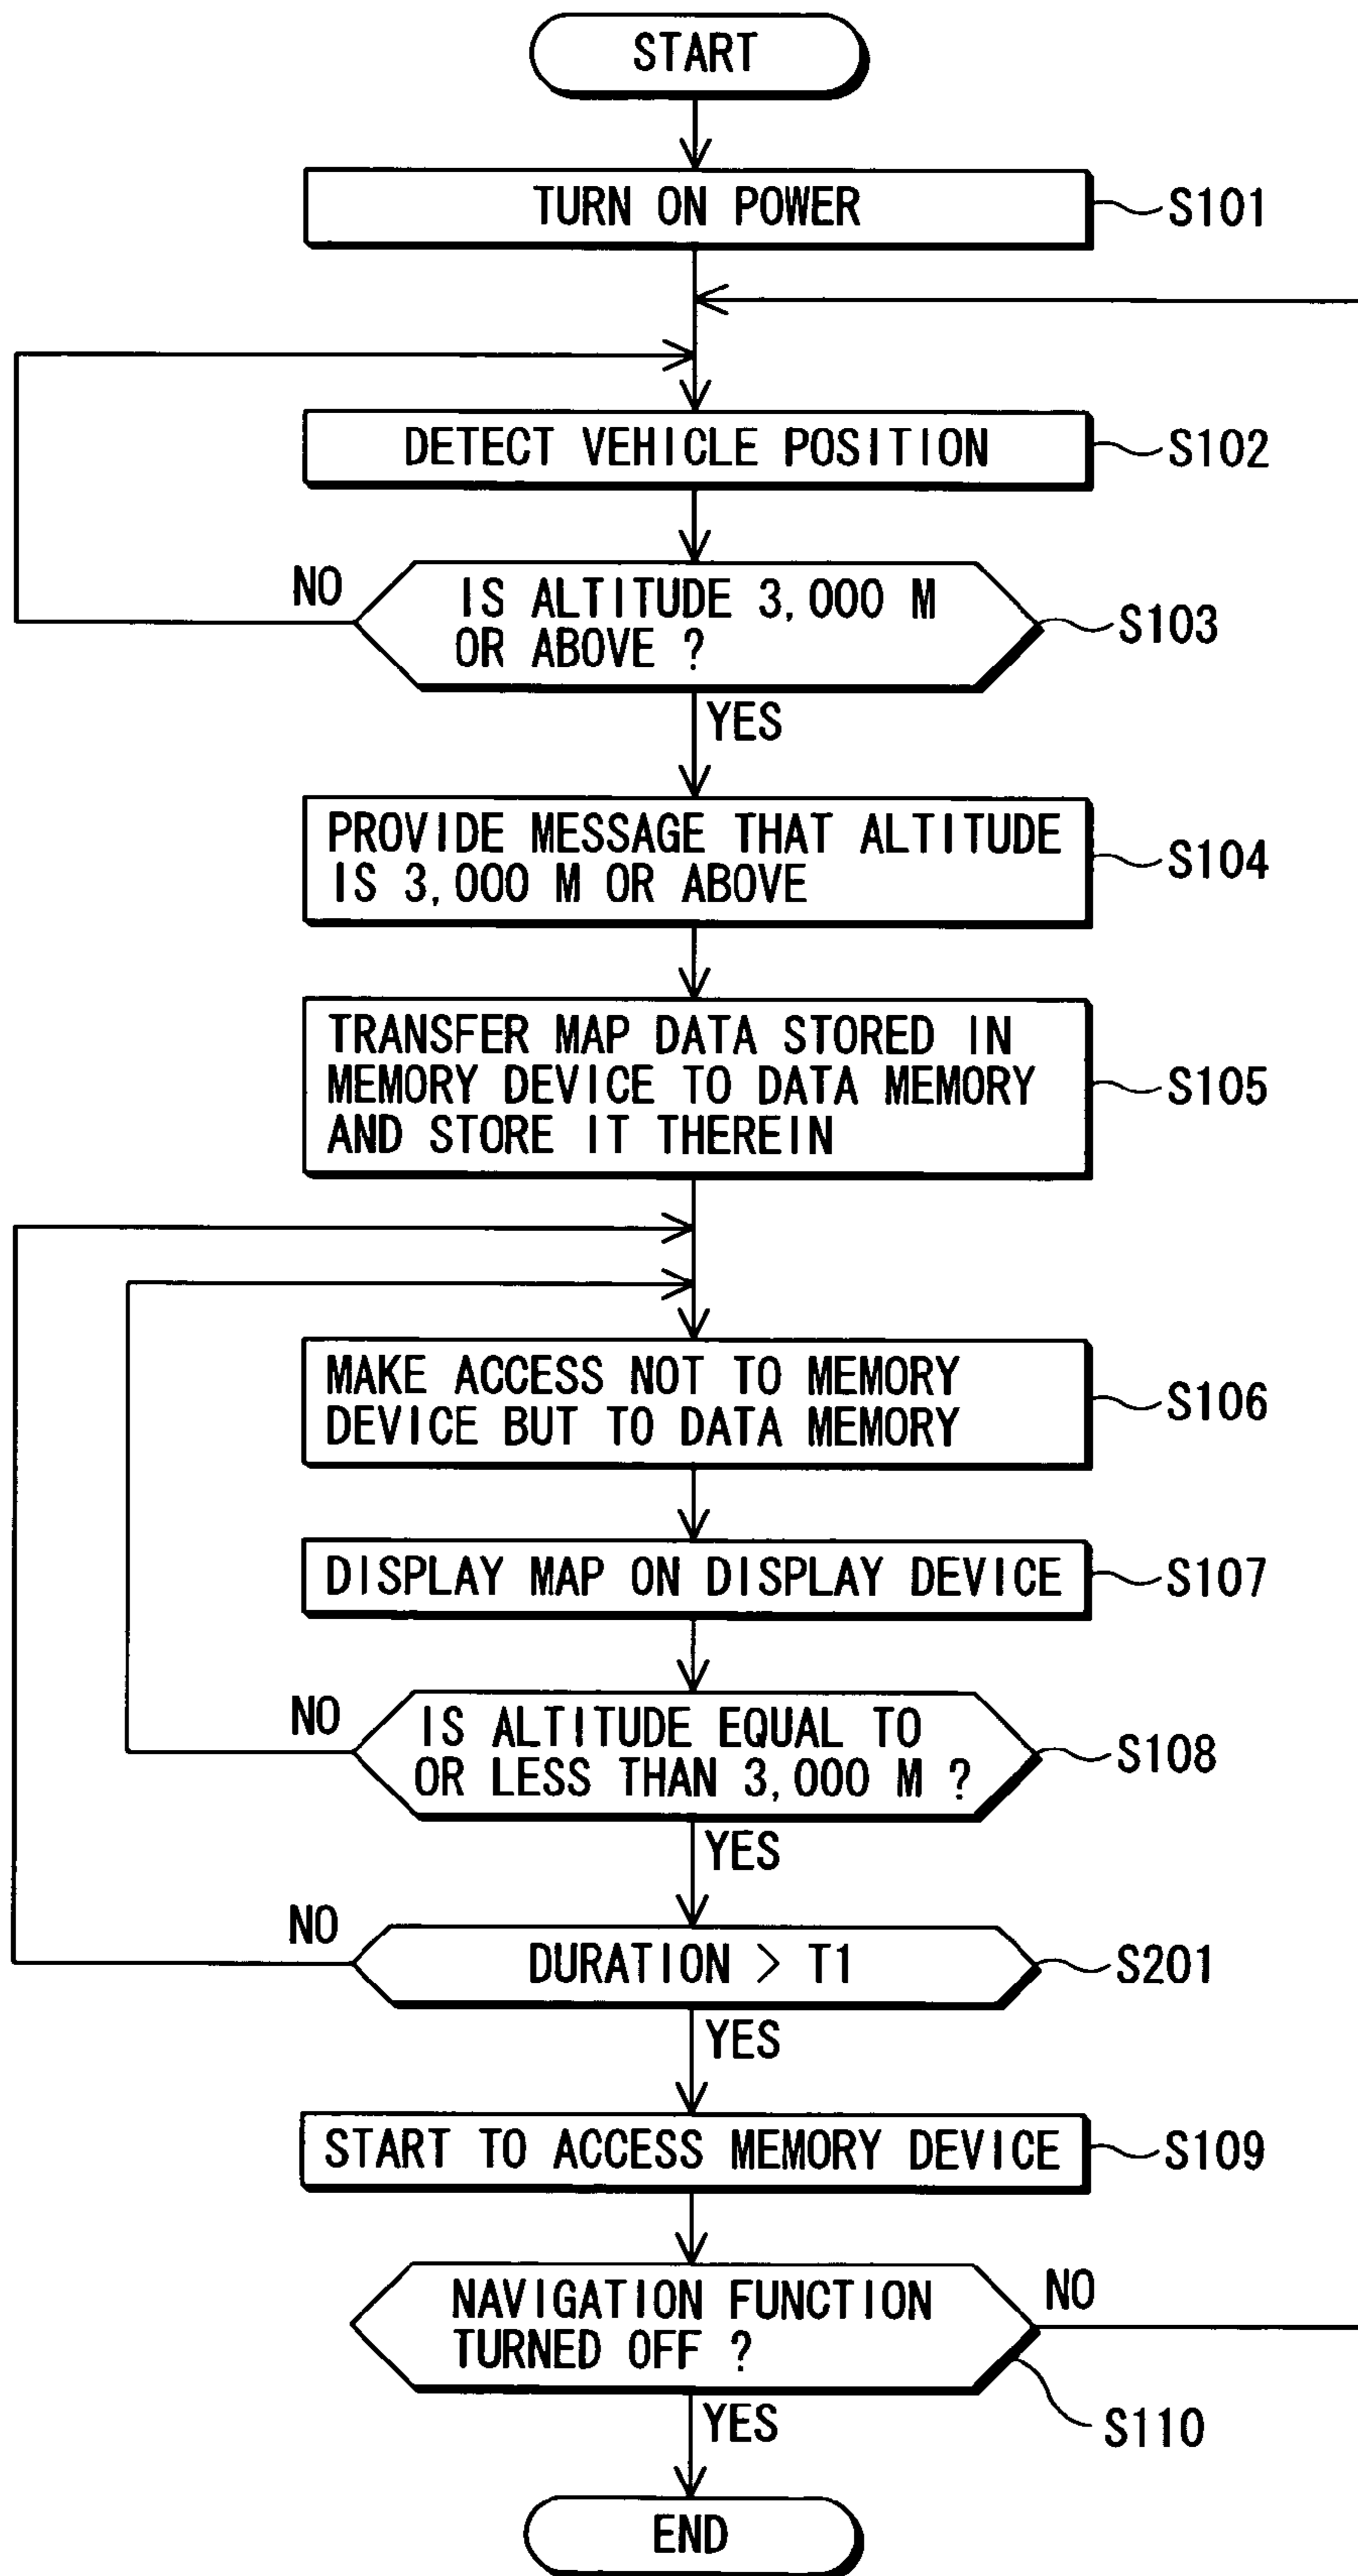 START
TURN ON POWER
S101
DETECT VEHICLE POSITION
S102
NO
IS ALTITUDE 3,000 M
OR ABOVE ?
S103
YES
PROVIDE MESSAGE THAT ALTITUDE
IS 3,000 M OR ABOVE
S104
TRANSFER MAP DATA STORED IN
MEMORY DEVICE TO DATA MEMORY
AND STORE IT THEREIN
S105
MAKE ACCESS NOT TO MEMORY
DEVICE BUT TO DATA MEMORY
S106
DISPLAY MAP ON DISPLAY DEVICE
S107
NO
IS ALTITUDE EQUAL TO
OR LESS THAN 3,000 M ?
S108
YES
NO
DURATION > T1
S201
YES
START TO ACCESS MEMORY DEVICE
S109
NAVIGATION FUNCTION
TURNED OFF ?
NO
S110
YES
END